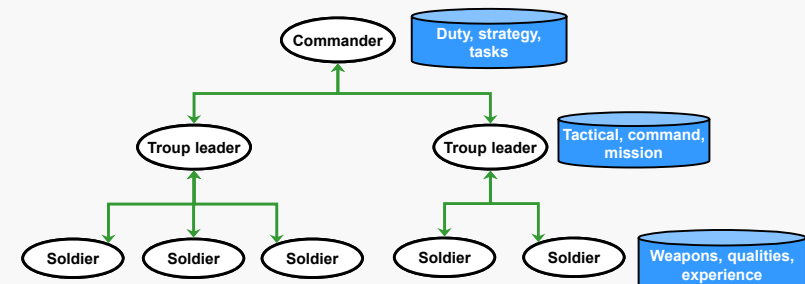 Commander
Duty, strategy,
tasks
Troup leader
Troup leader
Tactical, command,
mission
Soldier
Soldier
Soldier
Soldier
Soldier
Weapons, qualities,
experience